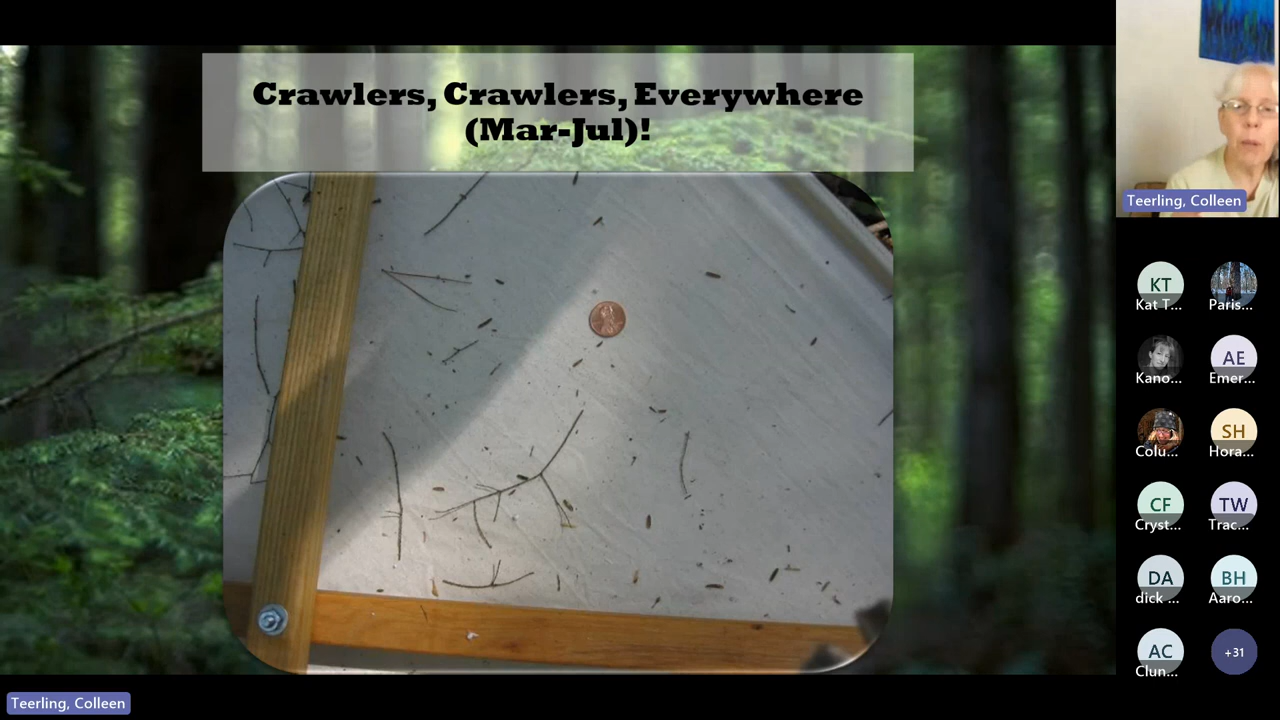 Crawlers, Crawlers, Everywhere
(Mar-Jul)!
Teerling, Colleen
KT
Kat T...
Paris...
Kano...
AE
Emer...
Colu...
SH
Hora...
CF
Cryst...
TW
Trac...
DA
dick ...
BH
Aaro...
AC
Clun...
+31
Teerling, Colleen